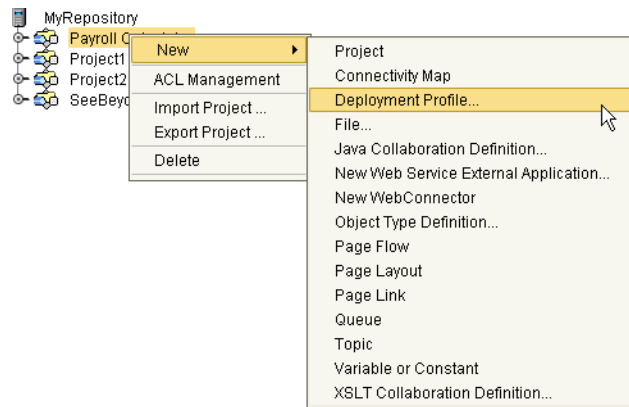 MyRepository
Payroll
Project1
Project2
New
ACL Management
Import Project ...
Export Project ...
Delete
Project
Connectivity Map
Deployment Profile...
File...
Java Collaboration Definition...
New Web Service External Application...
New WebConnector
Object Type Definition...
Page Flow
Page Layout
Page Link
Queue
Topic
Variable or Constant
XSLT Collaboration Definition...